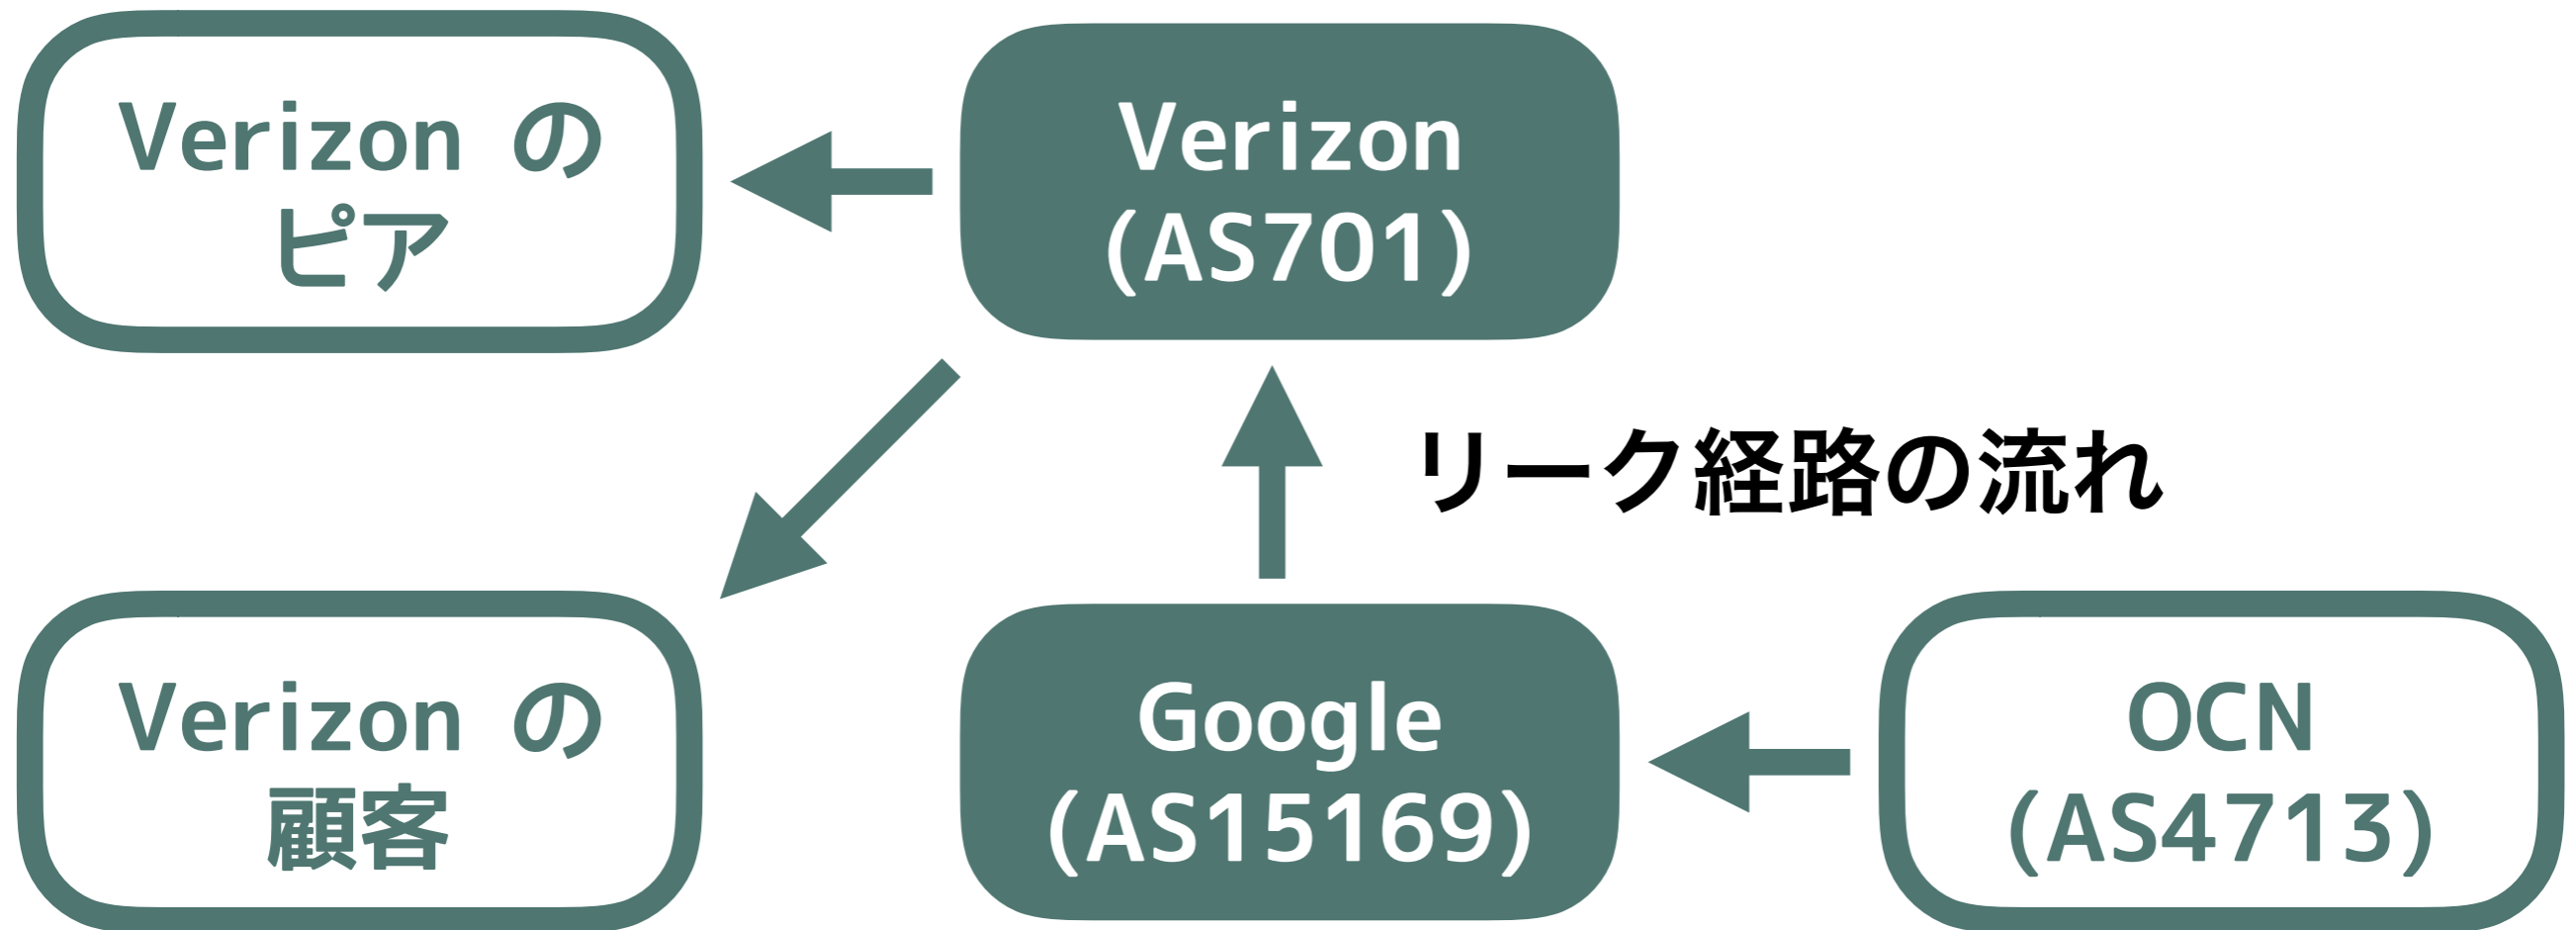 Verizon の
ピア
Verizon
(AS701)
リーク経路の流れ
Verizon の
顧客
Google
(AS15169)
OCN
(AS4713)